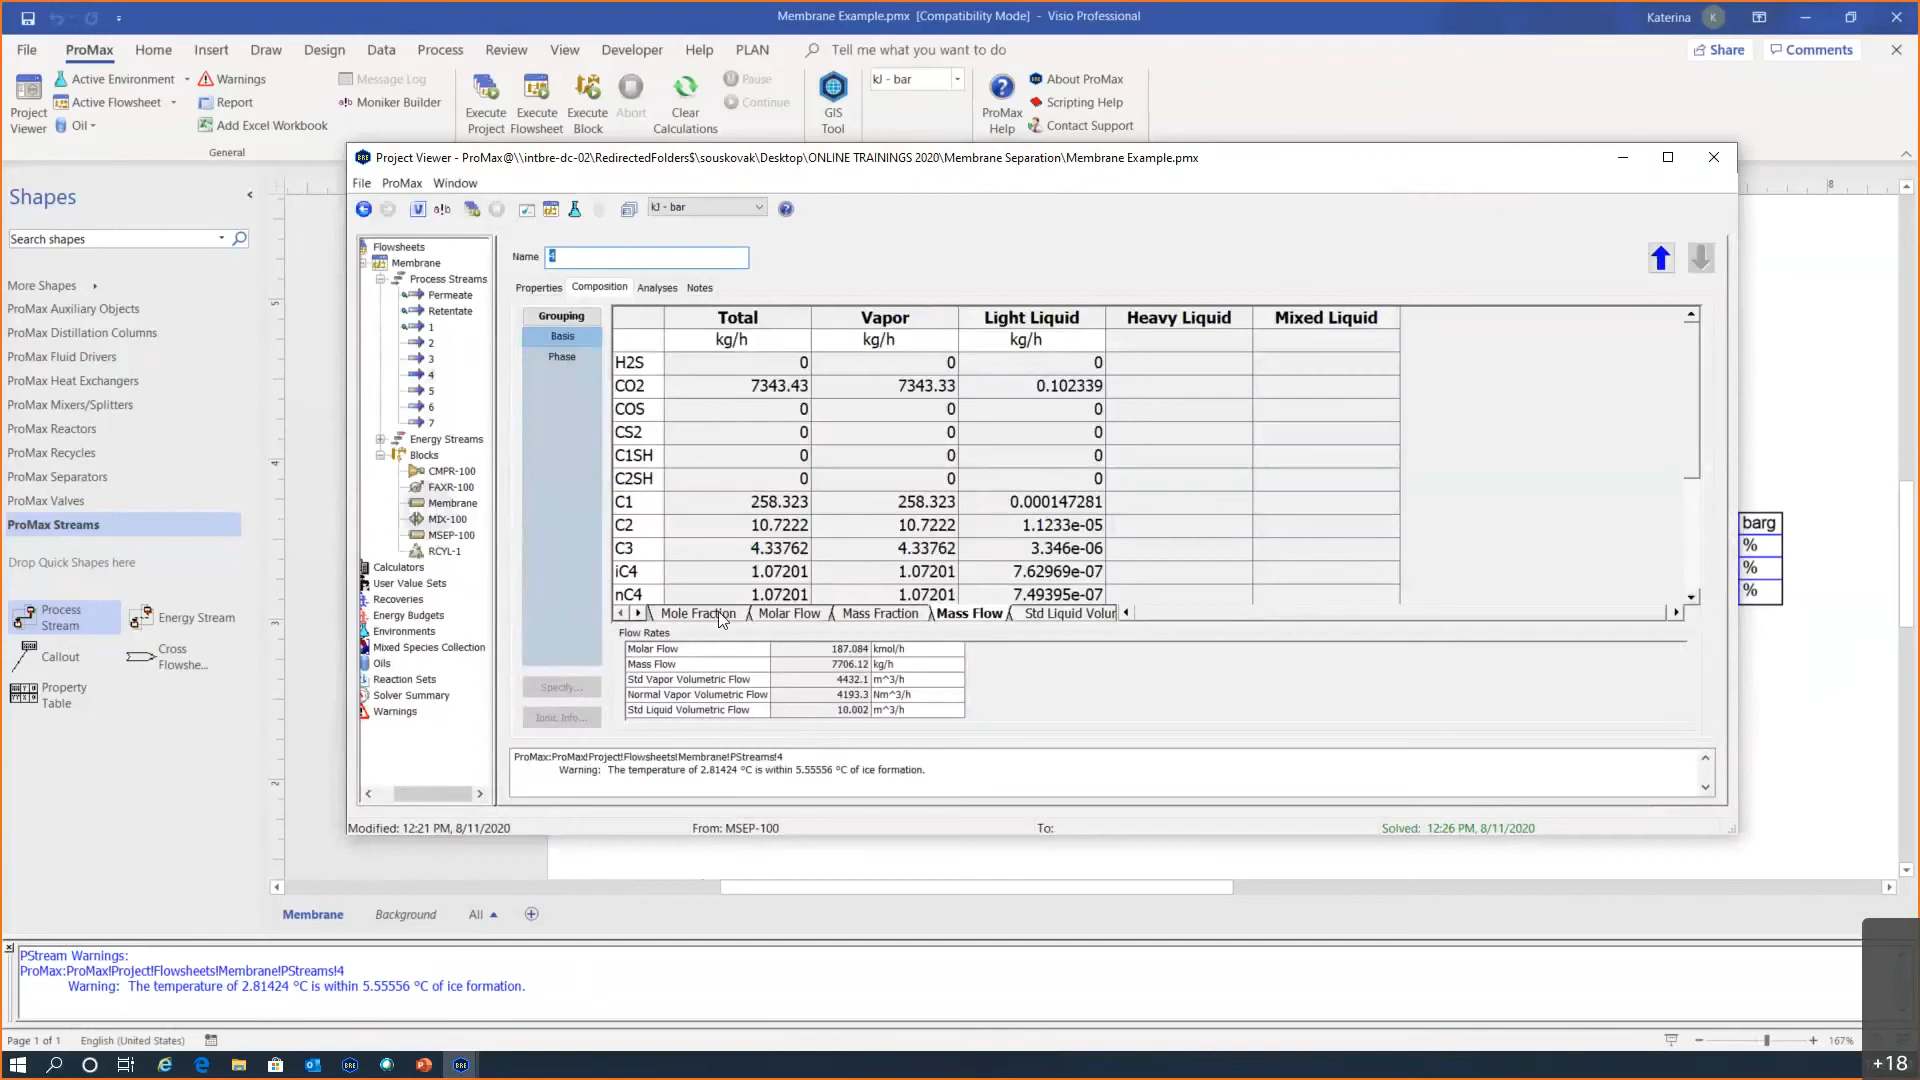 Membrane Example.pmx [Compatibility Mode] - Visio Professional
Katerina
K
File
ProMax
Home
Insert
Draw
Design
Data
Process
Review
View
Developer
Help
PLAN
Tell me what you want to do
Share
Comments
Project Viewer
Active Environment
Active Flowsheet
Oil
Warnings
Report
Add Excel Workbook
Message Log
Moniker Builder
General
Execute Project
Execute Flowsheet
Execute Block
Abort
Clear Calculations
Pause
Continue
GIS Tool
kJ - bar
ProMax Help
About ProMax
Scripting Help
Contact Support
Shapes
Search shapes
More Shapes
ProMax Auxiliary Objects
ProMax Distillation Columns
ProMax Fluid Drivers
ProMax Heat Exchangers
ProMax Mixers/Splitters
ProMax Reactors
ProMax Recycles
ProMax Separators
ProMax Valves
ProMax Streams
Drop Quick Shapes here
Process Stream
Energy Stream
Callout
Cross Flowshe...
Property Table
Project Viewer - ProMax@\\intbre-dc-02\RedirectedFolders$\souskovak\Desktop\ONLINE TRAININGS 2020\Membrane Separation\Membrane Example.pmx
File ProMax Window
kJ - bar
Flowsheets
Membrane
Process Streams
Permeate
Retentate
1
2
3
4
5
6
7
Energy Streams
Blocks
CMPR-100
FAXR-100
Membrane
MIX-100
MSEP-100
RCYL-1
Calculators
User Value Sets
Recoveries
Energy Budgets
Environments
Mixed Species Collection
Oils
Reaction Sets
Solver Summary
Warnings
Name 4
Properties Composition Analyses Notes
Grouping
Basis
Phase
Specify...
Ionic Info...
Total Vapor Light Liquid Heavy Liquid Mixed Liquid
kg/h kg/h kg/h
H2S 0 0 0
CO2 7343.43 7343.33 0.102339
COS 0 0 0
CS2 0 0 0
C1SH 0 0 0
C2SH 0 0 0
C1 258.323 258.323 0.000147281
C2 10.7222 10.7222 1.1233e-05
C3 4.33762 4.33762 3.346e-06
iC4 1.07201 1.07201 7.62969e-07
nC4 1.07201 1.07201 7.49395e-07
Mole Fraction Molar Flow Mass Fraction Mass Flow Std Liquid Volur
Flow Rates
Molar Flow 187.084 kmol/h
Mass Flow 7706.12 kg/h
Std Vapor Volumetric Flow 4432.1 m^3/h
Normal Vapor Volumetric Flow 4193.3 Nm^3/h
Std Liquid Volumetric Flow 10.002 m^3/h
ProMax:ProMax!Project!Flowsheets!Membrane!PStreams!4
Warning: The temperature of 2.81424 °C is within 5.55556 °C of ice formation.
Modified: 12:21 PM, 8/11/2020
From: MSEP-100
To:
Solved: 12:26 PM, 8/11/2020
8
5
4
3
2
barg
%
%
%
Membrane
Background
All
PStream Warnings:
ProMax:ProMax!Project!Flowsheets!Membrane!PStreams!4
Warning: The temperature of 2.81424 °C is within 5.55556 °C of ice formation.
Page 1 of 1
English (United States)
167%
+18